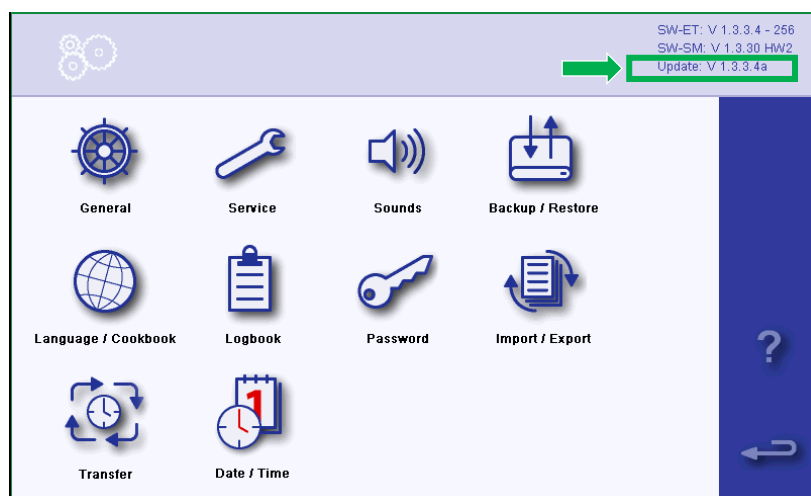 SW-ET: V 1.3.3.4 - 256
SW-SM: V 1.3.30 HW2
Update: V 1.3.3.4a
General
Service
Sounds
Backup / Restore
Language / Cookbook
Logbook
Password
Import / Export
1
Transfer
Date / Time
?